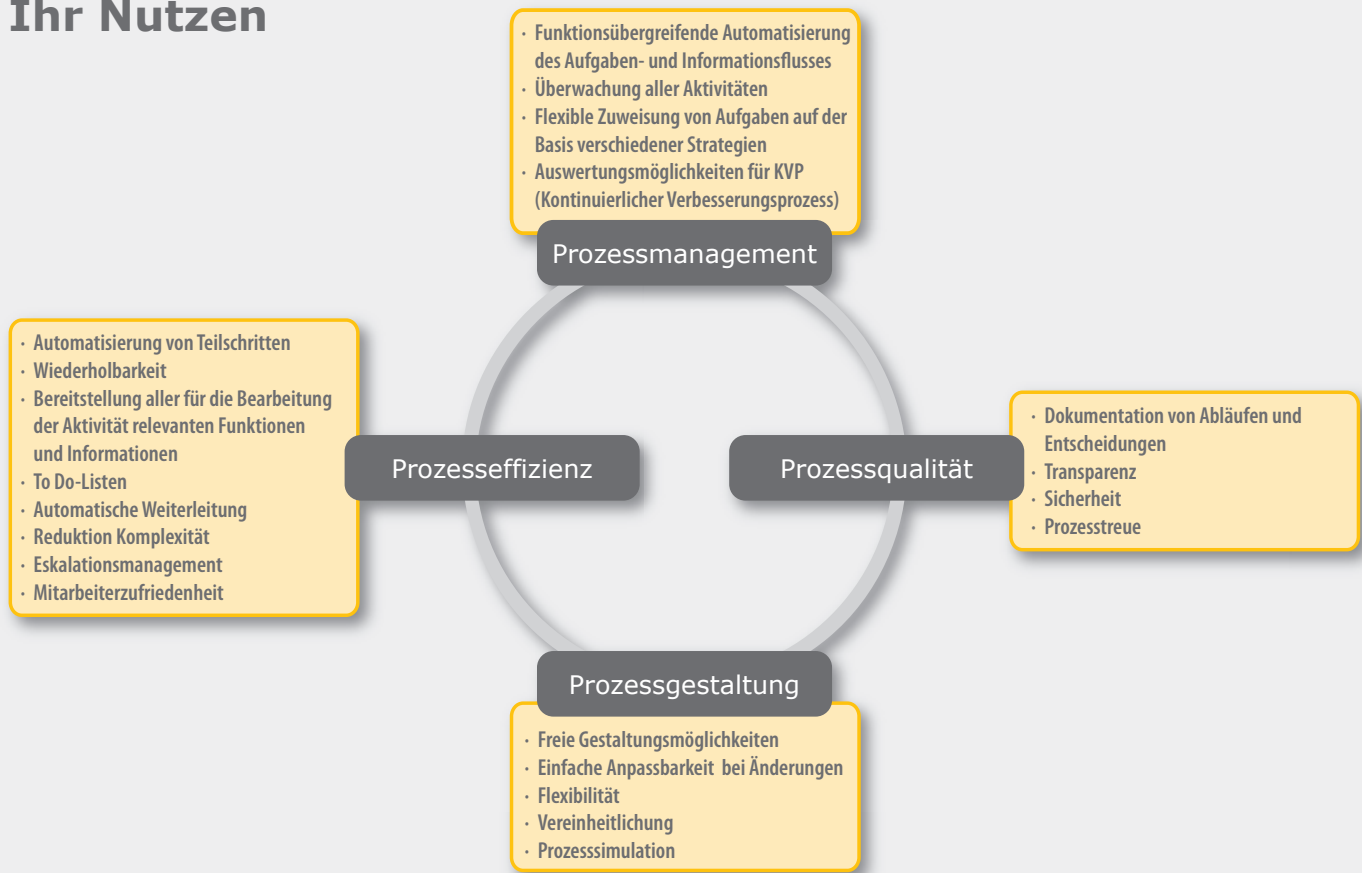 Ihr Nutzen
· Funktionsübergreifende Automatisierung
des Aufgaben- und Informationsflusses
· Überwachung aller Aktivitäten
· Flexible Zuweisung von Aufgaben auf der
Basis verschiedener Strategien
· Auswertungsmöglichkeiten für KVP
(Kontinuierlicher Verbesserungsprozess)
Prozessmanagement
· Automatisierung von Teilschritten
· Wiederholbarkeit
· Bereitstellung aller für die Bearbeitung
der Aktivität relevanten Funktionen
und Informationen
· To Do-Listen
· Automatische Weiterleitung
· Reduktion Komplexität
· Eskalationsmanagement
· Mitarbeiterzufriedenheit
Prozesseffizienz
Prozessqualität
· Dokumentation von Abläufen und
Entscheidungen
· Transparenz
· Sicherheit
· Prozesstreue
Prozessgestaltung
· Freie Gestaltungsmöglichkeiten
· Einfache Anpassbarkeit bei Änderungen
· Flexibilität
· Vereinheitlichung
· Prozesssimulation